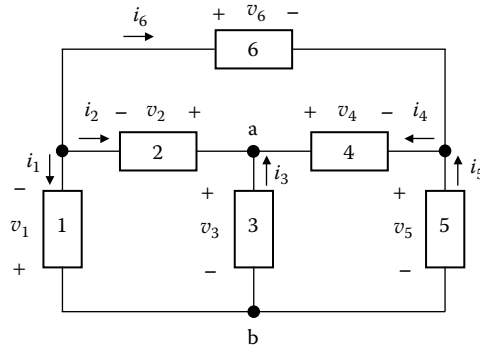 i6 + v6 −
6
i2 − v2 + a + v4 − i4
i1 2 4
i3 i5
− + +
v1 1 v3 3 v5 5
+ − −
b